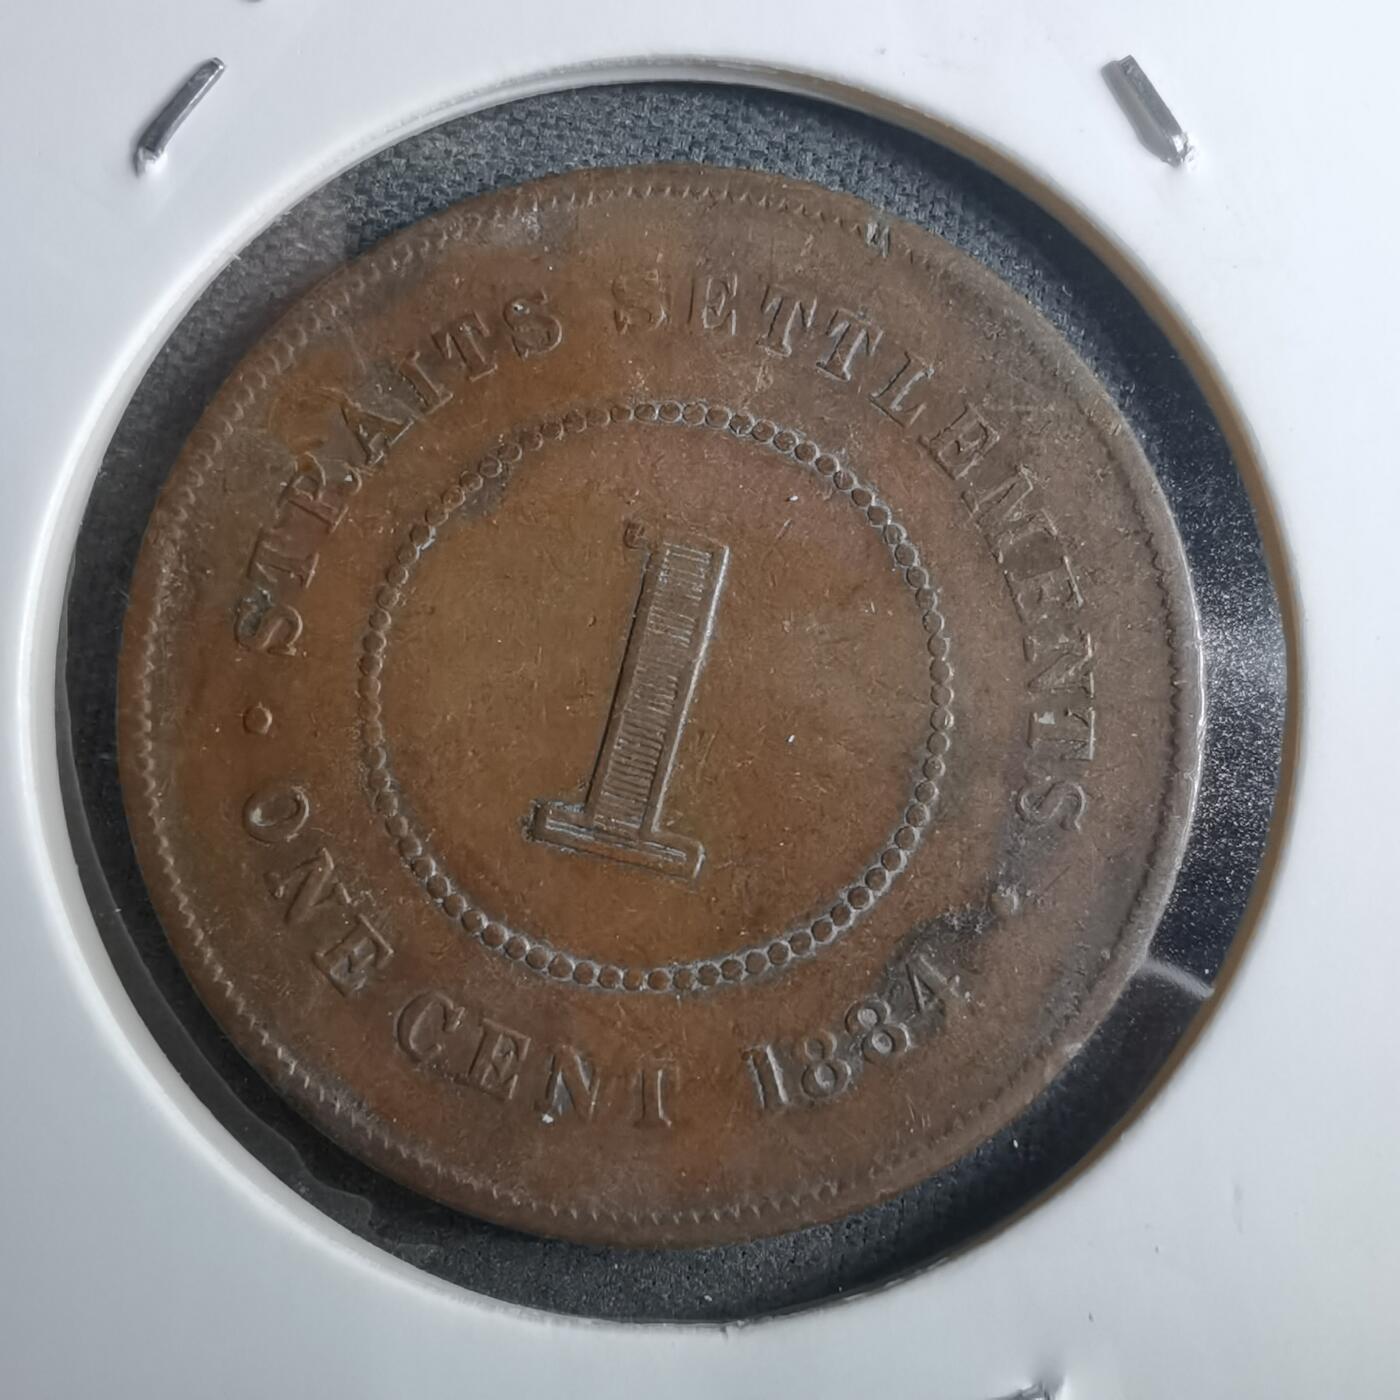 STRAITS SETTLEMENTS
1
ONE CENT 1884